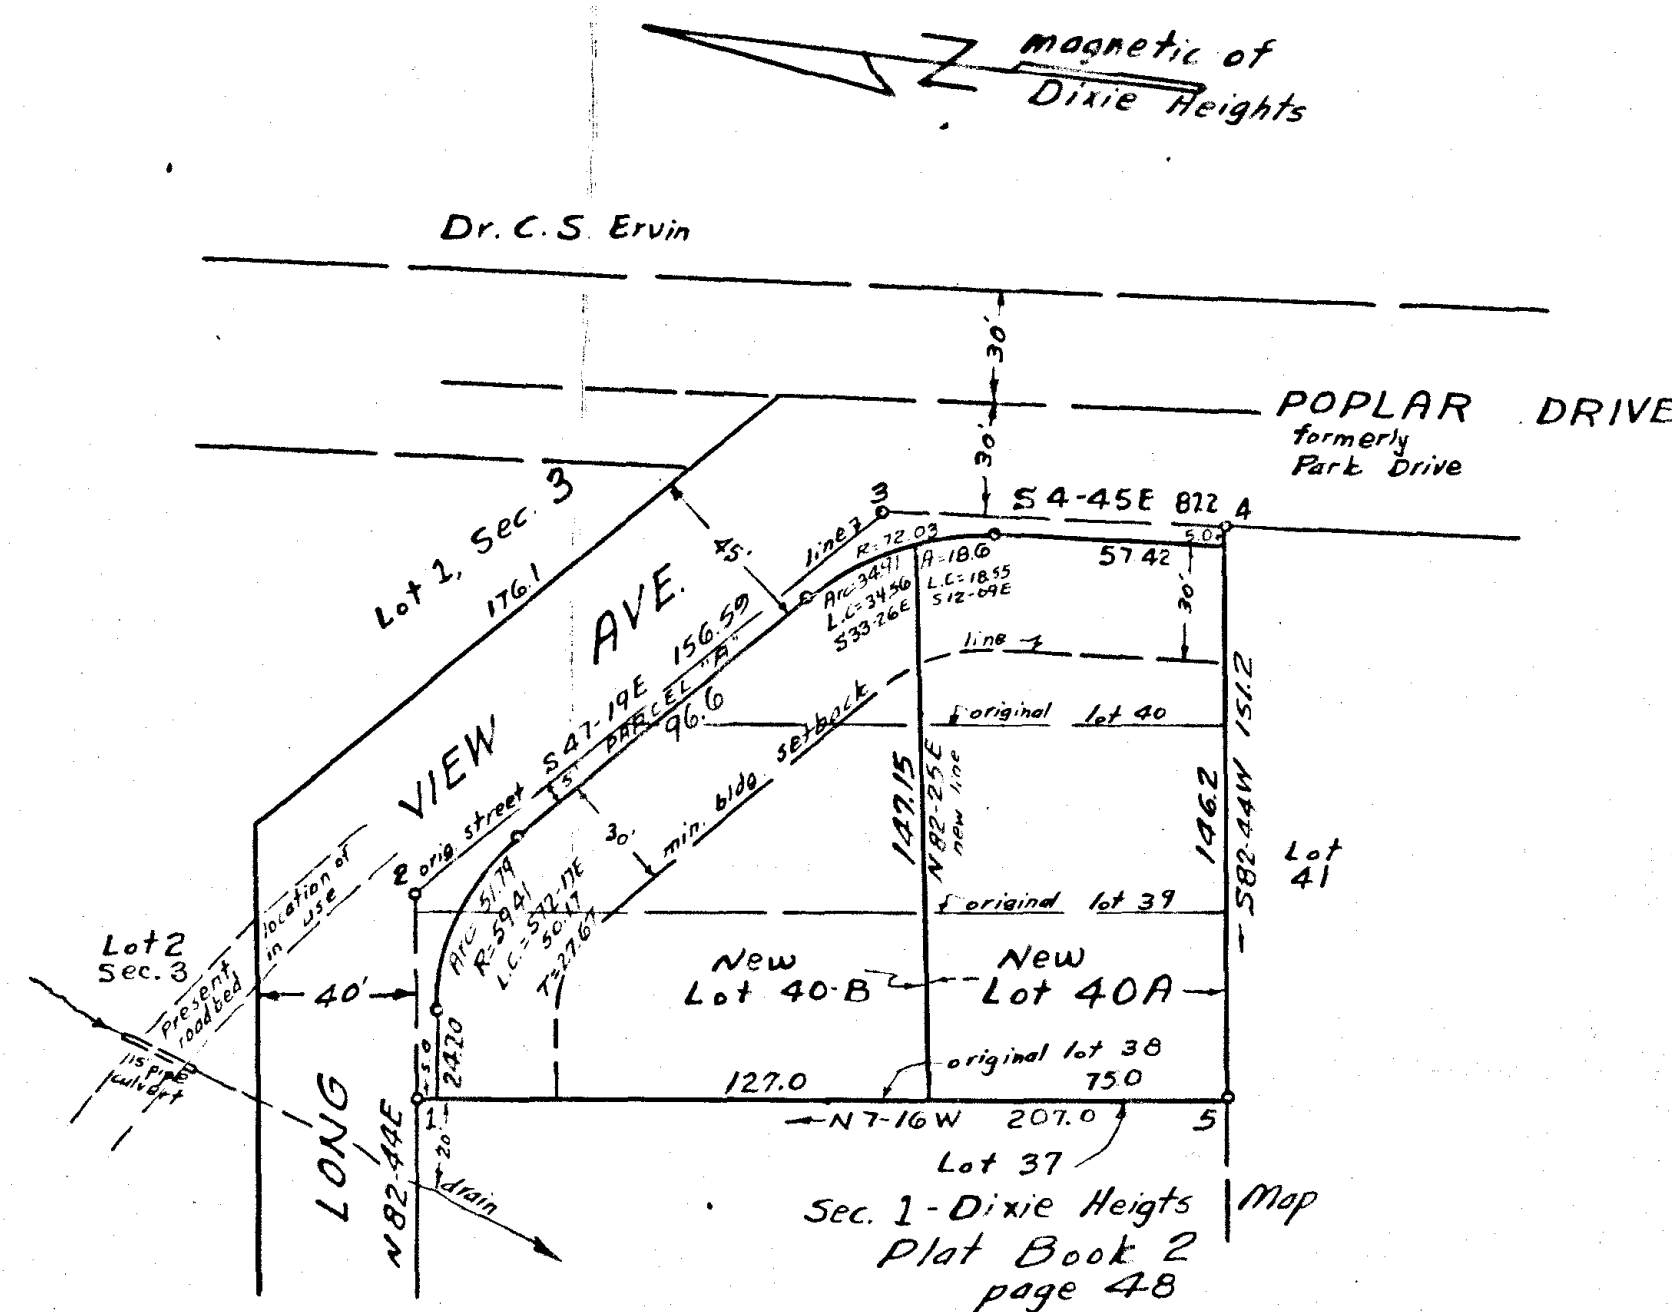 Z
magnetic of
Dixie Heights
Dr. C. S. Ervin
30'
POPLAR DRIVE
formerly
Park Drive
30'
Lot 1, Sec. 3
176.1
45'
line
3
S 4-45E 87.2
4
5.0
R=72.03
Arc=34.91
L.C=34.56
S33-26E
A=18.6
L.C=18.55
S12-09E
57.42
30'
LONG VIEW AVE.
orig. street
S 47-19E 156.59
PARCEL "A"
5'
96.6
line
min. bldg. setback
30'
original lot 40
147.15
N82-25E
new line
146.2
S82-44W 151.2
Lot
41
2
Arc=51.79
R=59.41
L.C.=S72-17E
50.17
T=27.67
original lot 39
Present location of
roadbed in use
Lot 2
Sec. 3
40'
New
Lot 40-B
New
Lot 40A
15" pipe
culvert
5.0
24.20
original lot 38
127.0
75.0
1
N 7-16 W 207.0
5
N 82-44E
20'
drain
Lot 37
Sec. 1 - Dixie Heigts Map
Plat Book 2
page 48